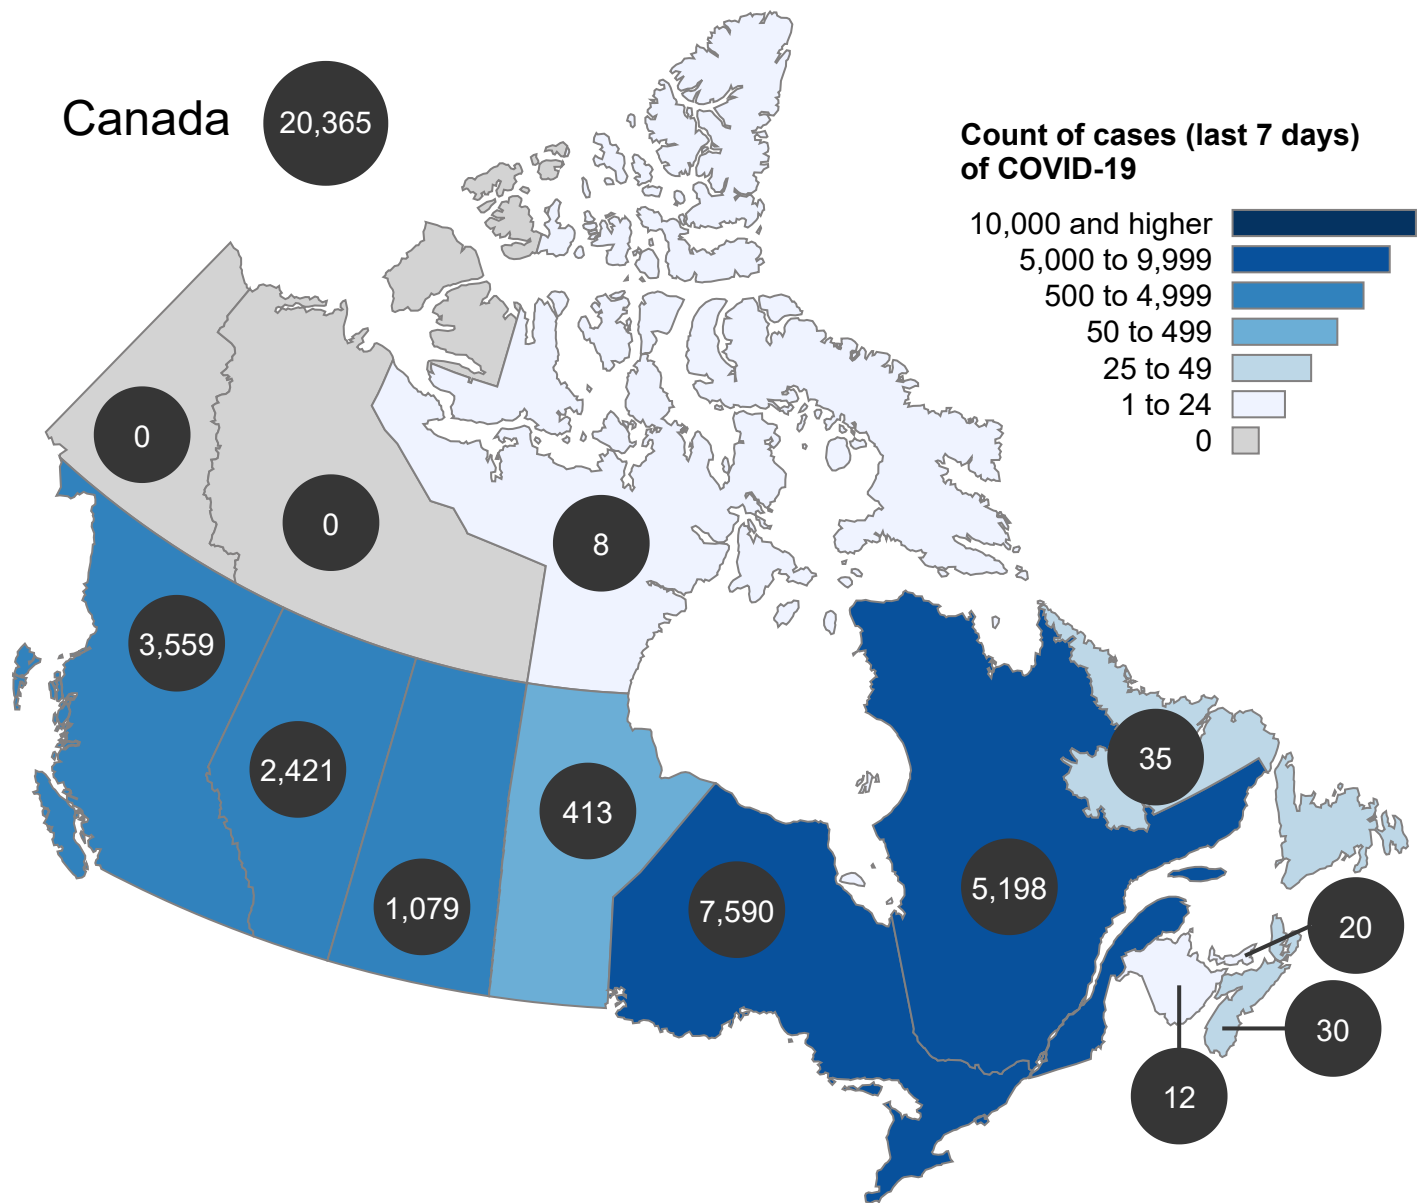 Canada
20,365
Count of cases (last 7 days)
of COVID-19
10,000 and higher
5,000 to 9,999
500 to 4,999
50 to 499
25 to 49
1 to 24
0
0
0
8
3,559
2,421
1,079
413
7,590
5,198
35
20
30
12